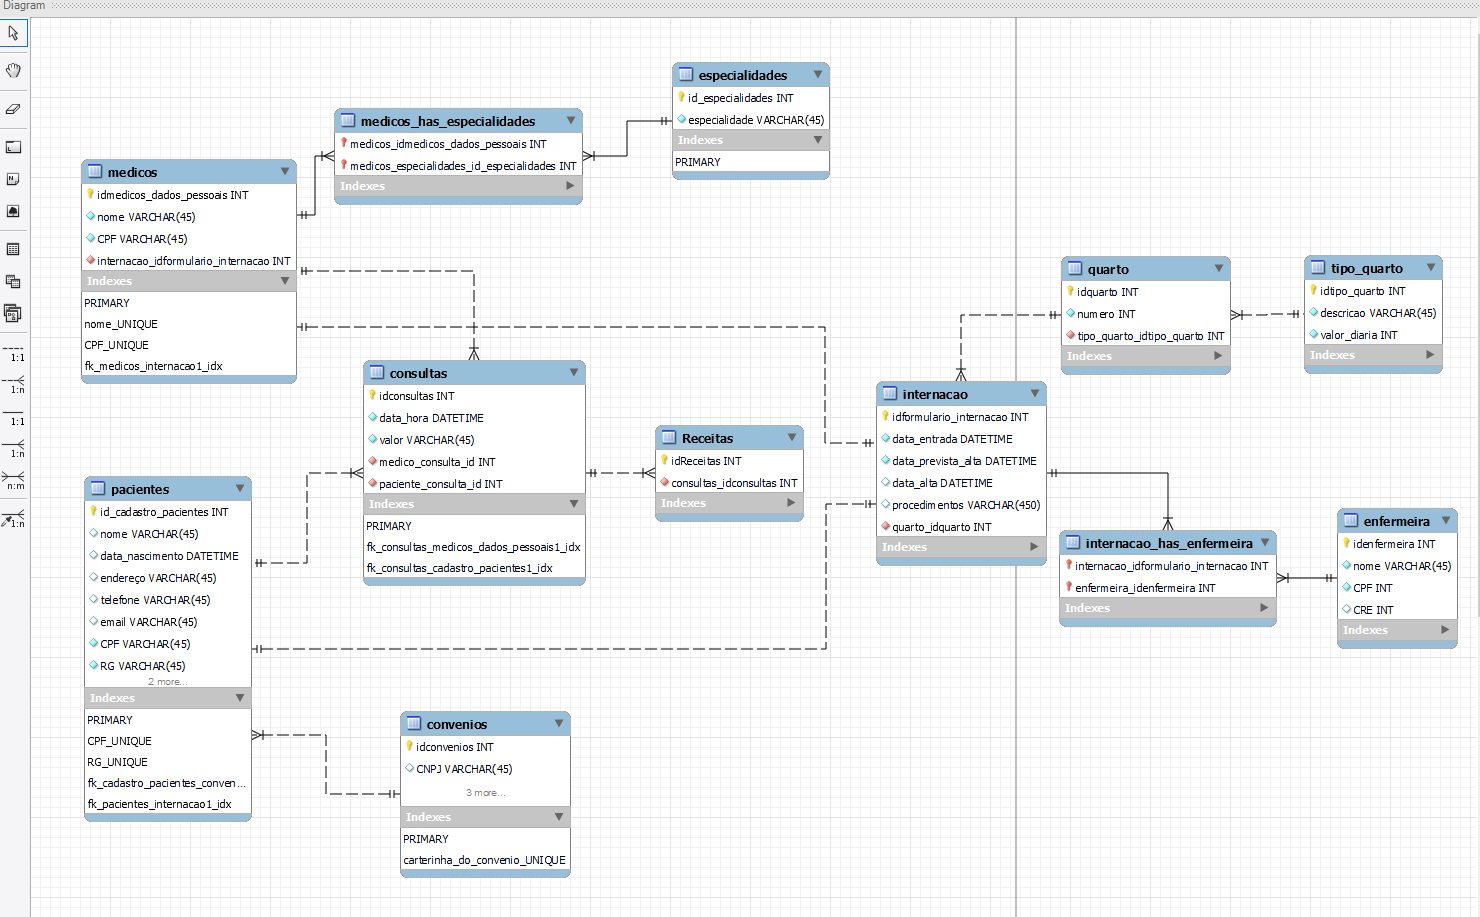 Diagram
1:1
1:n
1:1
1:n
n:m
1:n
especialidades
id_especialidades INT
especialidade VARCHAR(45)
Indexes
PRIMARY
medicos_has_especialidades
medicos_idmedicos_dados_pessoais INT
medicos_especialidades_id_especialidades INT
Indexes
medicos
idmedicos_dados_pessoais INT
nome VARCHAR(45)
CPF VARCHAR(45)
internacao_idformulario_internacao INT
Indexes
PRIMARY
nome_UNIQUE
CPF_UNIQUE
fk_medicos_internacao1_idx
quarto
idquarto INT
numero INT
tipo_quarto_idtipo_quarto INT
Indexes
tipo_quarto
idtipo_quarto INT
descricao VARCHAR(45)
valor_diaria INT
Indexes
consultas
idconsultas INT
data_hora DATETIME
valor VARCHAR(45)
medico_consulta_id INT
paciente_consulta_id INT
Indexes
PRIMARY
fk_consultas_medicos_dados_pessoais1_idx
fk_consultas_cadastro_pacientes1_idx
Receitas
idReceitas INT
consultas_idconsultas INT
Indexes
internacao
idformulario_internacao INT
data_entrada DATETIME
data_prevista_alta DATETIME
data_alta DATETIME
procedimentos VARCHAR(450)
quarto_idquarto INT
Indexes
pacientes
id_cadastro_pacientes INT
nome VARCHAR(45)
data_nascimento DATETIME
endereço VARCHAR(45)
telefone VARCHAR(45)
email VARCHAR(45)
CPF VARCHAR(45)
RG VARCHAR(45)
2 more...
Indexes
PRIMARY
CPF_UNIQUE
RG_UNIQUE
fk_cadastro_pacientes_conven...
fk_pacientes_internacao1_idx
internacao_has_enfermeira
internacao_idformulario_internacao INT
enfermeira_idenfermeira INT
Indexes
enfermeira
idenfermeira INT
nome VARCHAR(45)
CPF INT
CRE INT
Indexes
convenios
idconvenios INT
CNPJ VARCHAR(45)
3 more...
Indexes
PRIMARY
carterinha_do_convenio_UNIQUE